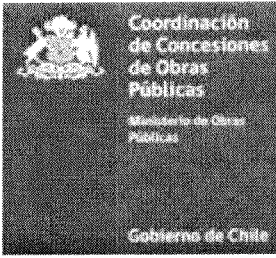 Coordinación
de Concesiones
de Obras
Públicas
Ministerio de Obras
Públicas
Gobierno de Chile